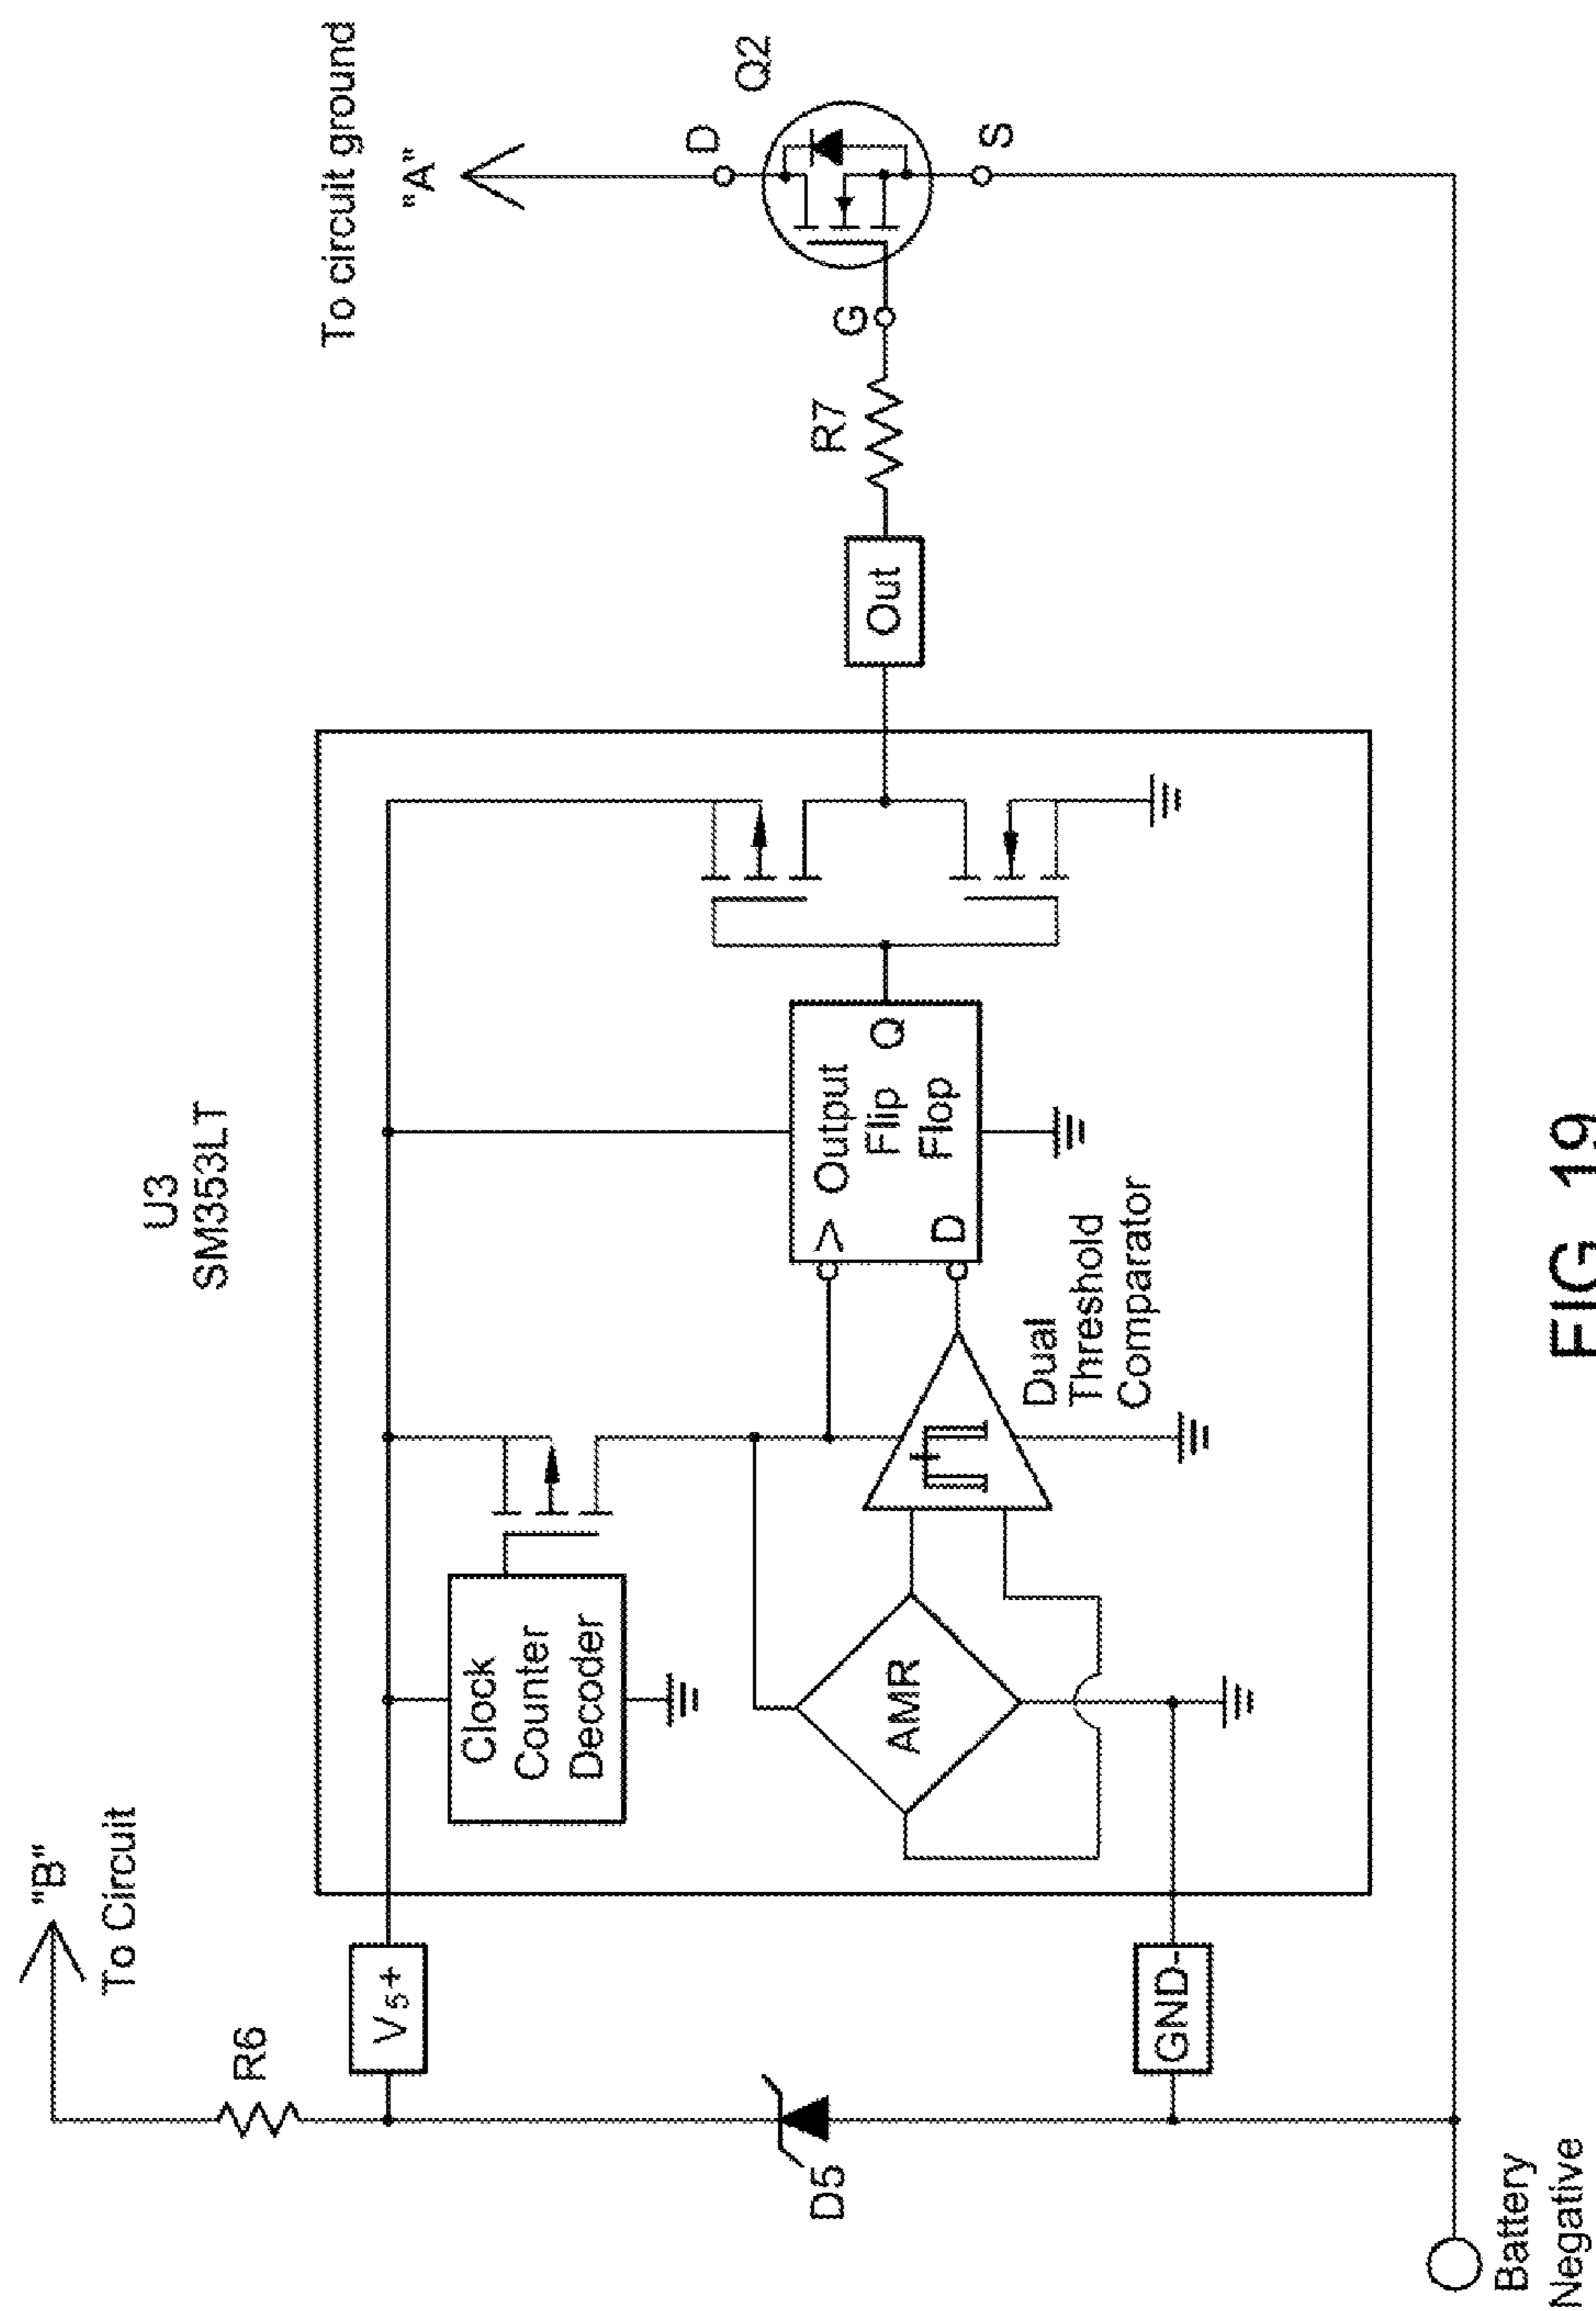 "B"
To Circuit
R6
V5+
D5
GND-
Battery
Negative
U3
SM353LT
Clock
Counter
Decoder
AMR
Dual
Threshold
Comparator
> Output Q
Flip
D Flop
Out
R7
G
D
Q2
S
To circuit ground
"A"
FIG 19